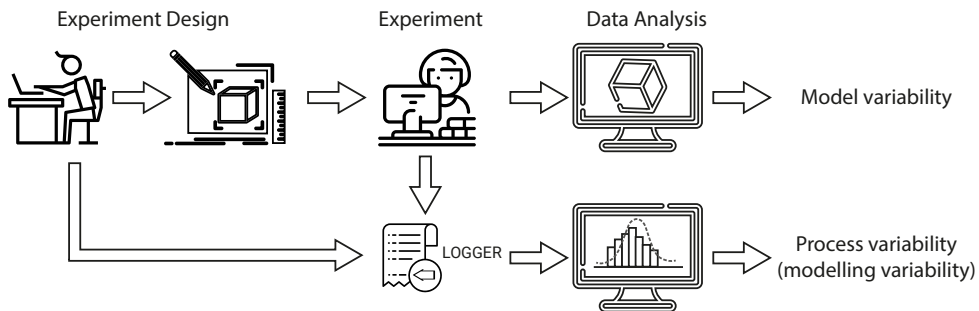 Experiment Design
Experiment
Data Analysis
Model variability
LOGGER
Process variability
(modelling variability)